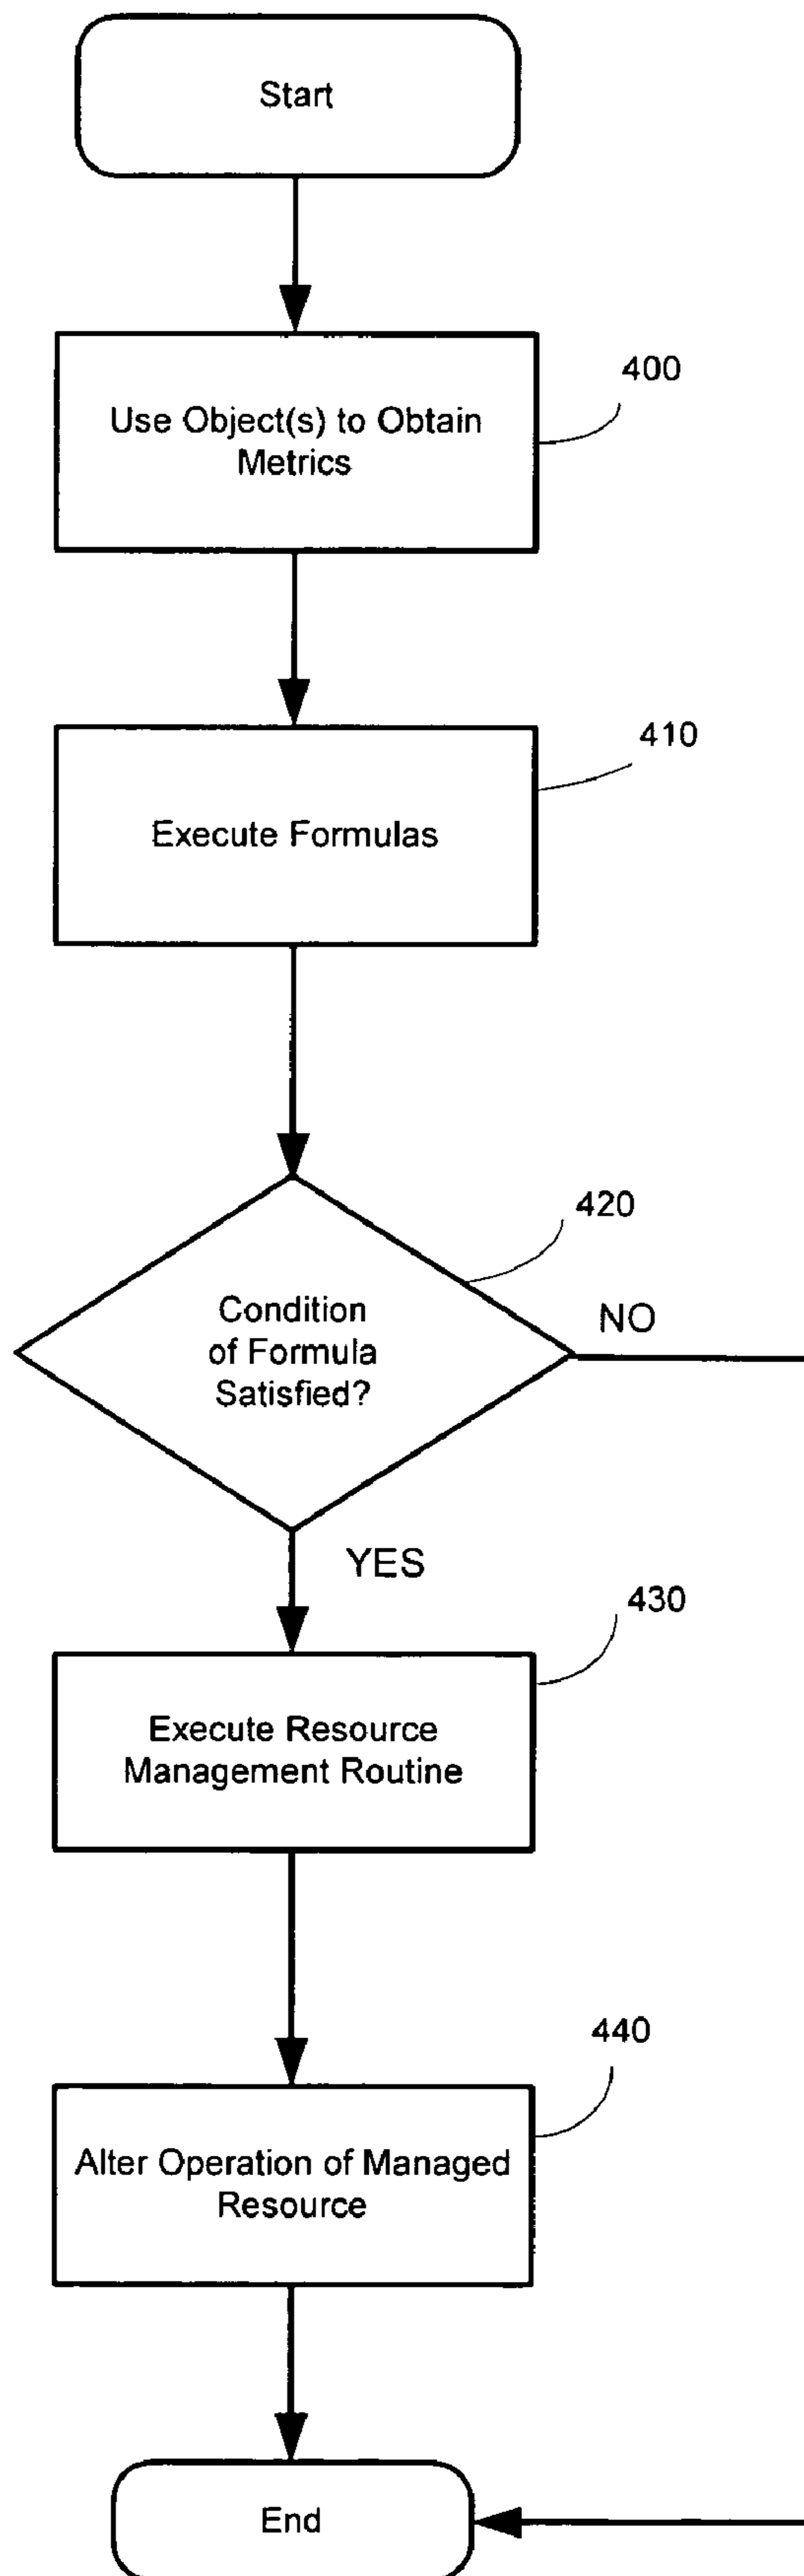 Start
400
Use Object(s) to Obtain
Metrics
410
Execute Formulas
420
Condition
of Formula
Satisfied?
NO
YES
430
Execute Resource
Management Routine
440
Alter Operation of Managed
Resource
End